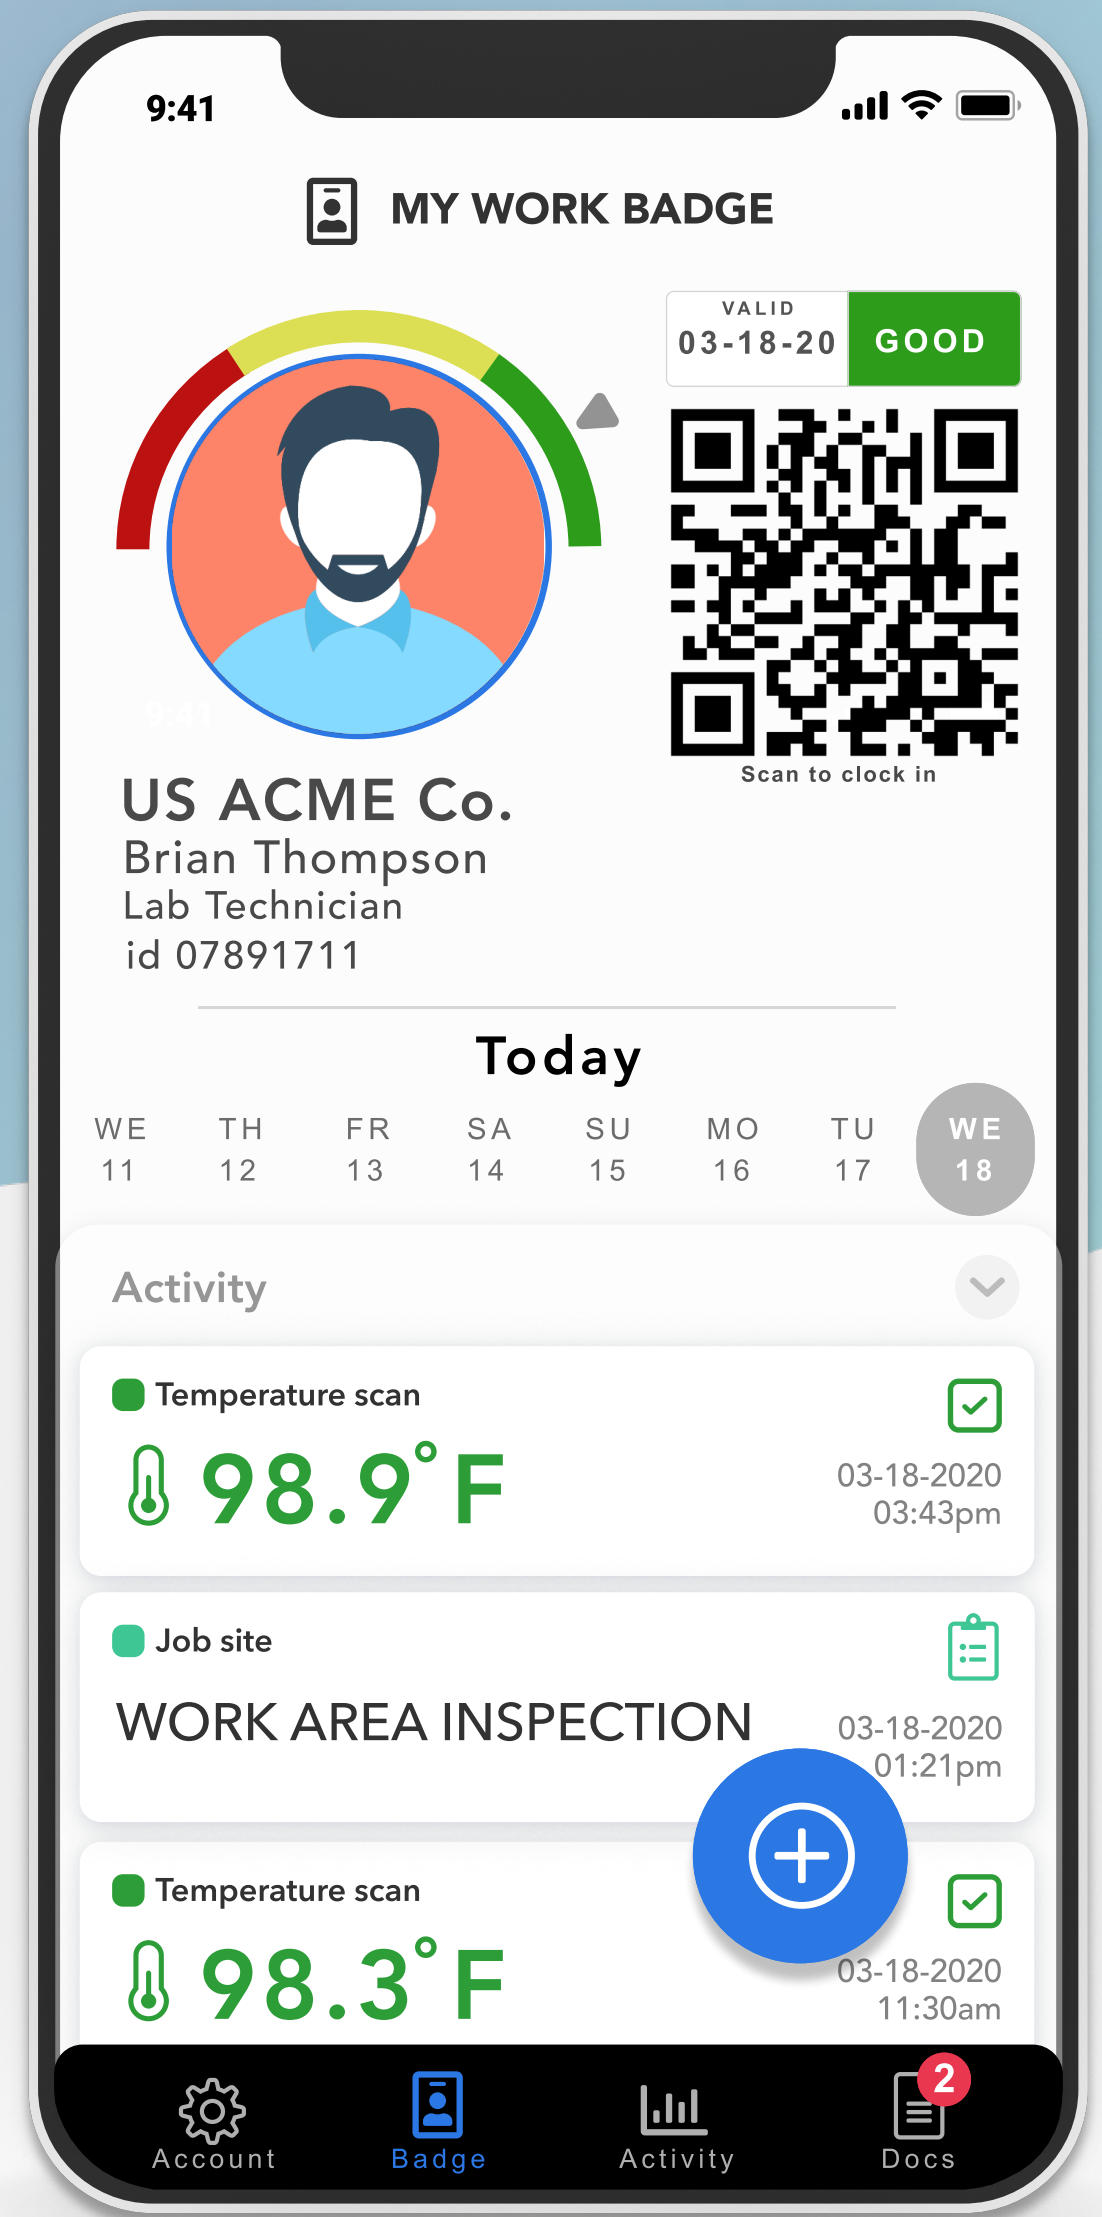 9:41
MY WORK BADGE
VALID
03-18-20
GOOD
Scan to clock in
9:41
US ACME Co.
Brian Thompson
Lab Technician
id 07891711
Today
WE TH FR SA SU MO TU WE
11 12 13 14 15 16 17 18
Activity
Temperature scan
98.9° F
03-18-2020
03:43pm
Job site
WORK AREA INSPECTION
03-18-2020
01:21pm
Temperature scan
98.3° F
03-18-2020
11:30am
2
Account Badge Activity Docs